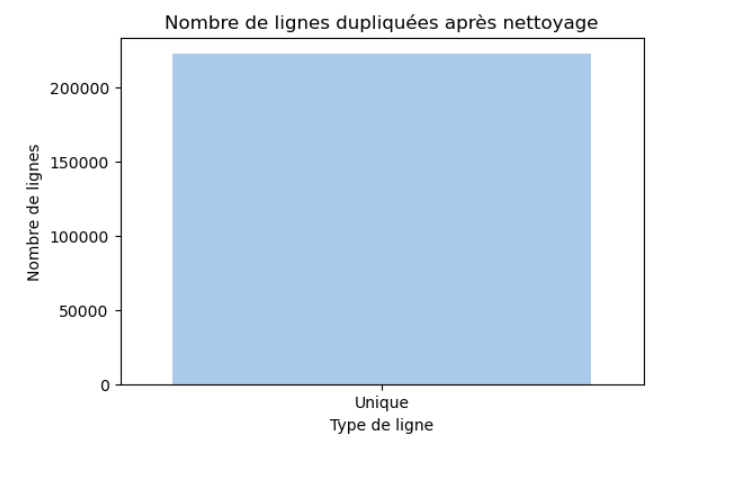 Nombre de lignes dupliquées après nettoyage
Nombre de lignes
200000
150000
100000
50000
0
Unique
Type de ligne